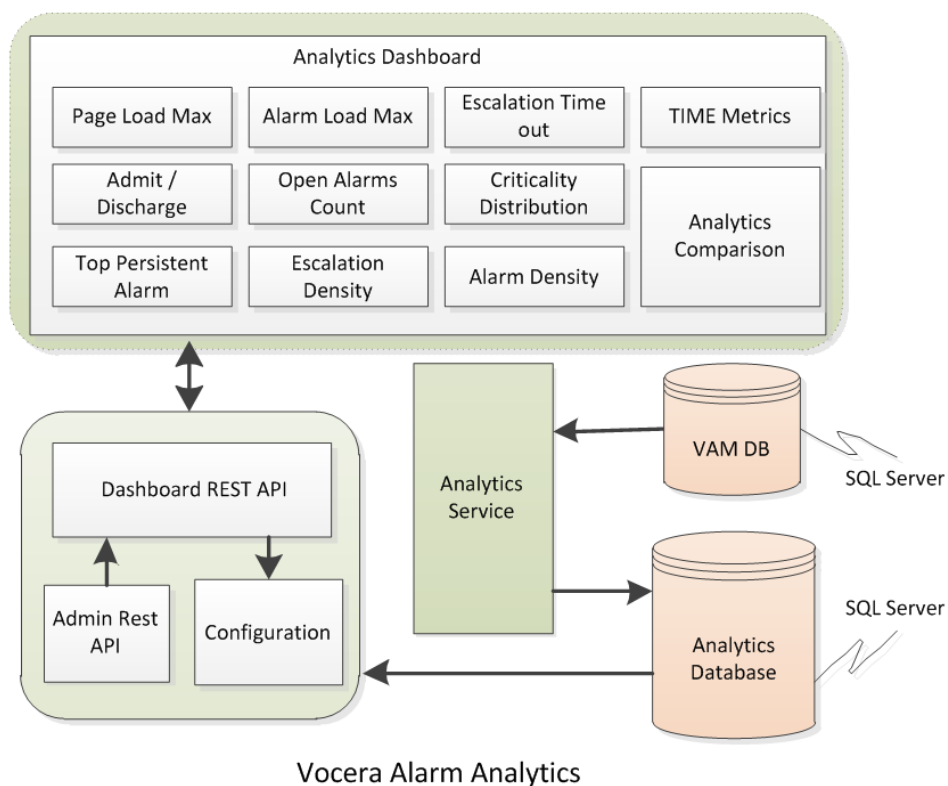 Analytics Dashboard
Page Load Max
Alarm Load Max
Escalation Time
out
TIME Metrics
Admit /
Discharge
Open Alarms
Count
Criticality
Distribution
Analytics
Comparison
Top Persistent
Alarm
Escalation
Density
Alarm Density
Dashboard REST API
Admin Rest
API
Configuration
Analytics
Service
VAM DB
SQL Server
Analytics
Database
SQL Server
Vocera Alarm Analytics